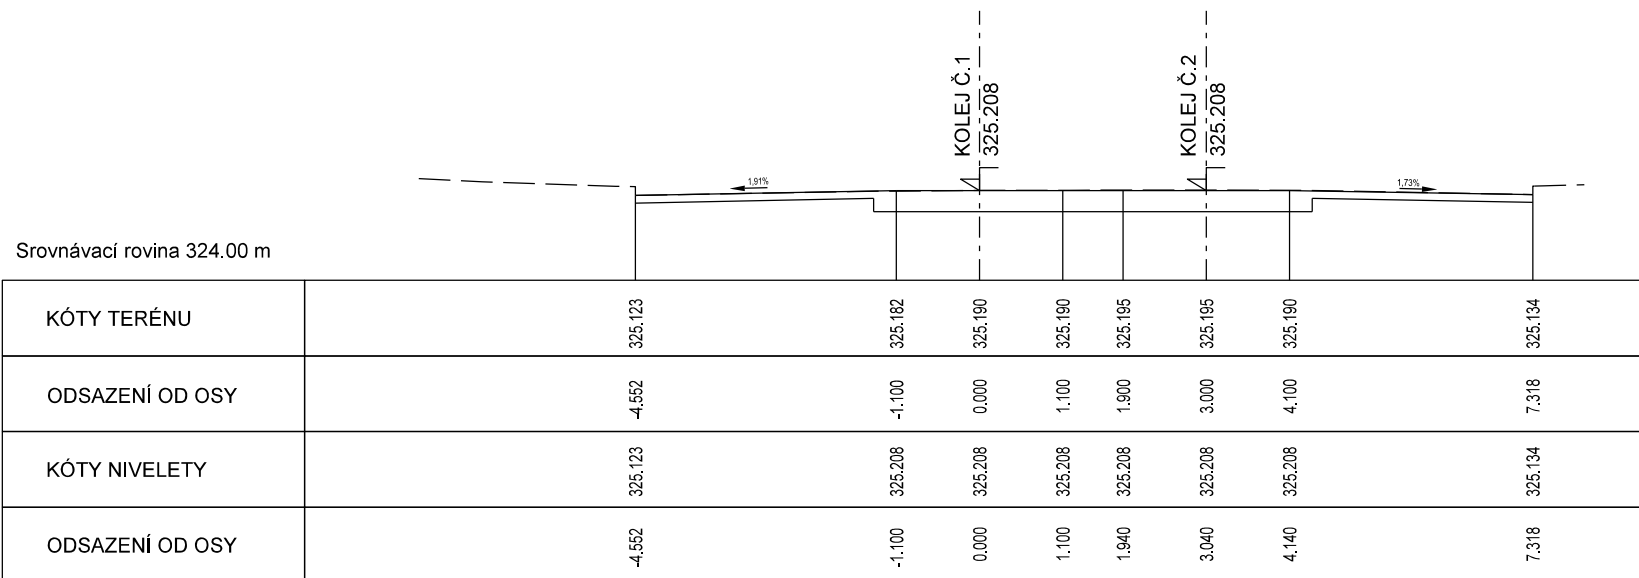 KOLEJ Č.1
325.208
KOLEJ Č.2
325.208
1,91%
1,73%
Srovnávací rovina 324.00 m
KÓTY TERÉNU 325.123 325.182 325.190 325.190 325.195 325.195 325.190 325.134
ODSAZENÍ OD OSY -4.552 -1.100 0.000 1.100 1.900 3.000 4.100 7.318
KÓTY NIVELETY 325.123 325.208 325.208 325.208 325.208 325.208 325.208 325.134
ODSAZENÍ OD OSY -4.552 -1.100 0.000 1.100 1.940 3.040 4.140 7.318